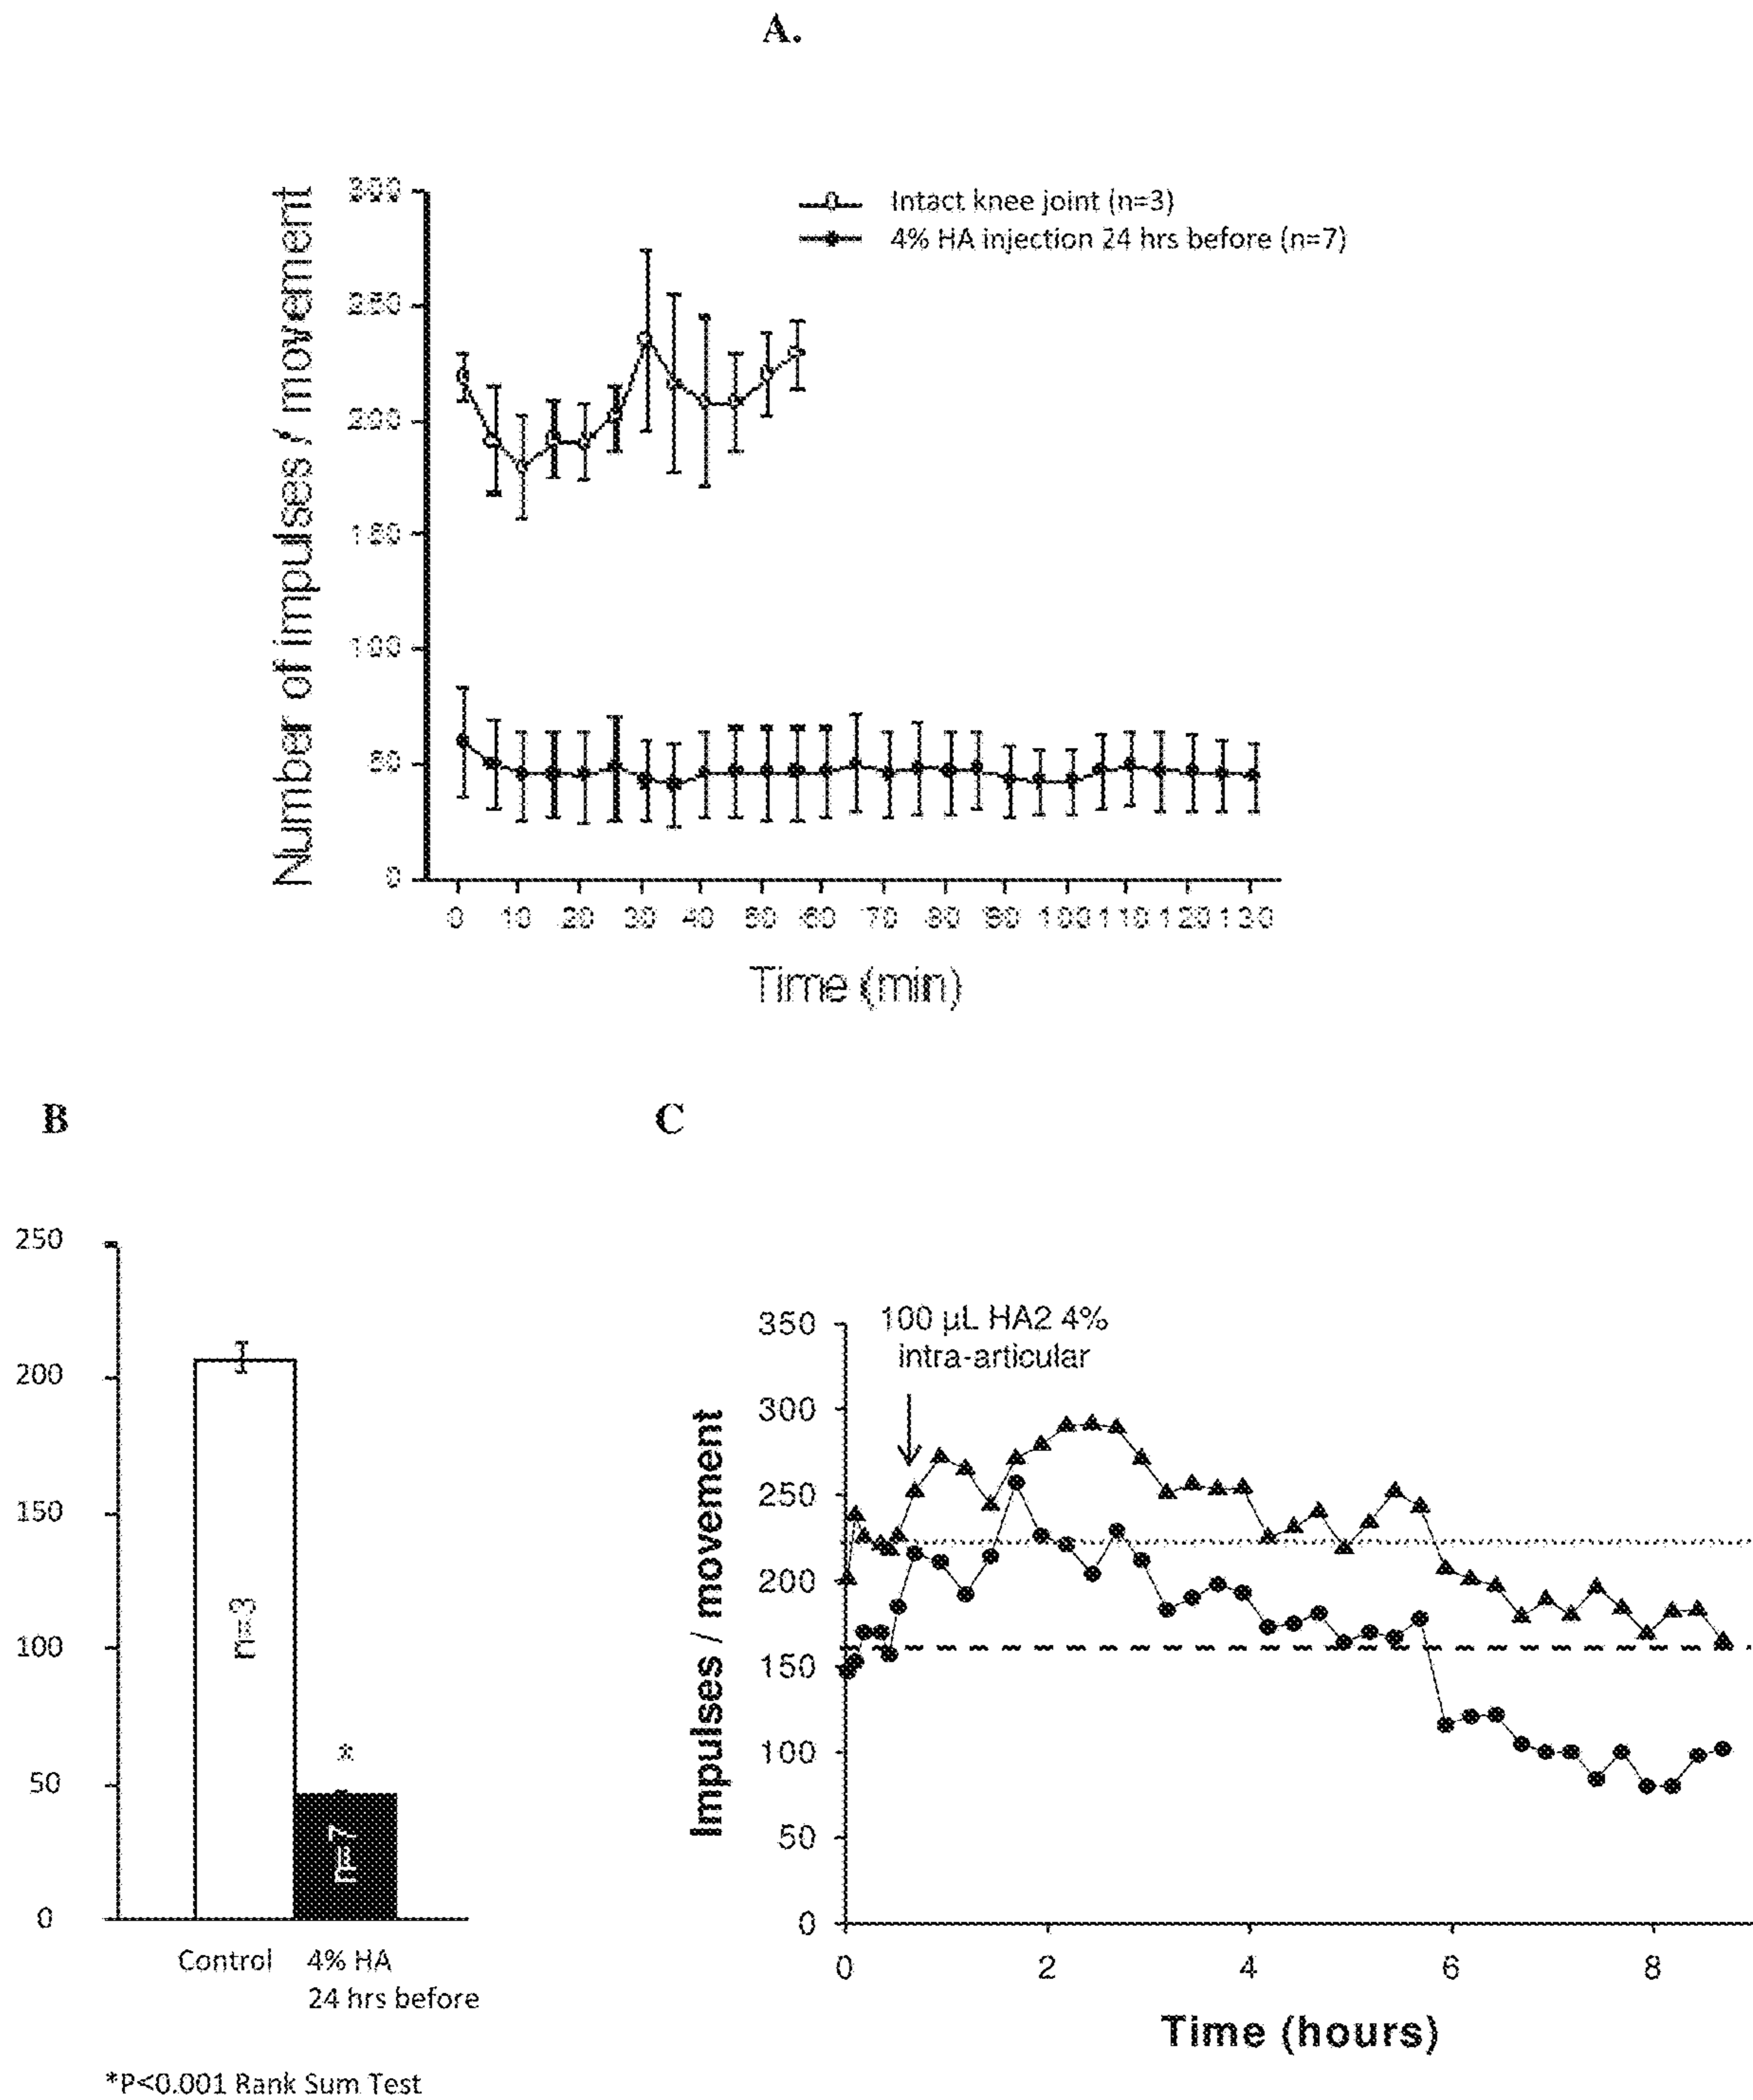 A.
Number of impulses / movement
300
250
200
150
100
50
0
Intact knee joint (n=3)
4% HA injection 24 hrs before (n=7)
0 10 20 30 40 50 60 70 80 90 100 110 120 130
Time (min)
B
250
200
150
100
50
0
n=3
*
n=7
Control
4% HA
24 hrs before
*P<0.001 Rank Sum Test
C
Impulses / movement
350
300
250
200
150
100
50
0
100 µL HA2 4%
intra-articular
0 2 4 6 8
Time (hours)